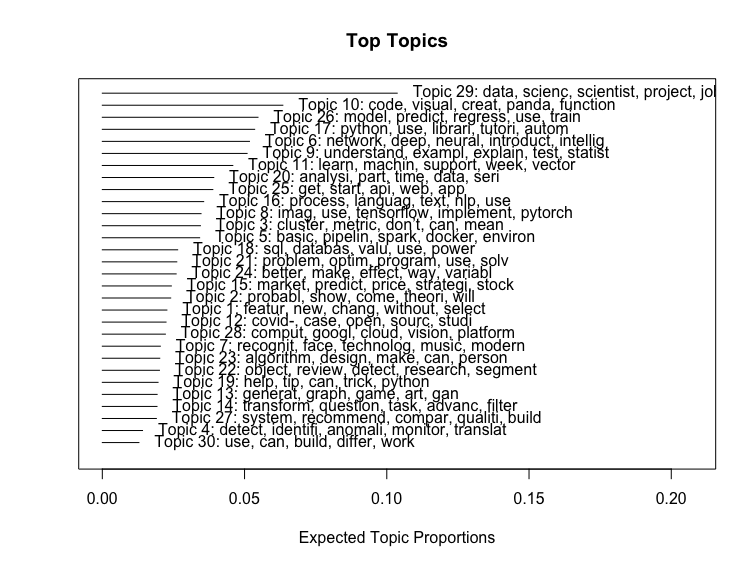 Top Topics
Topic 29: data, scienc, scientist, project, jol
Topic 10: code, visual, creat, panda, function
Topic 26: model, predict, regress, use, train
Topic 17: python, use, librari, tutori, autom
Topic 6: network, deep, neural, introduct, intellig
Topic 9: understand, exampl, explain, test, statist
Topic 11: learn, machin, support, week, vector
Topic 20: analysi, part, time, data, seri
Topic 25: get, start, api, web, app
Topic 16: process, languag, text, nlp, use
Topic 8: imag, use, tensorflow, implement, pytorch
Topic 3: cluster, metric, don't, can, mean
Topic 5: basic, pipelin, spark, docker, environ
Topic 18: sql, databas, valu, use, power
Topic 21: problem, optim, program, use, solv
Topic 24: better, make, effect, way, variabl
Topic 15: market, predict, price, strategi, stock
Topic 2: probabl, show, come, theori, will
Topic 1: featur, new, chang, without, select
Topic 12: covid-, case, open, sourc, studi
Topic 28: comput, googl, cloud, vision, platform
Topic 7: recognit, face, technolog, music, modern
Topic 23: algorithm, design, make, can, person
Topic 22: object, review, detect, research, segment
Topic 19: help, tip, can, trick, python
Topic 13: generat, graph, game, art, gan
Topic 14: transform, question, task, advanc, filter
Topic 27: system, recommend, compar, qualiti, build
Topic 4: detect, identifi, anomali, monitor, translat
Topic 30: use, can, build, differ, work
0.00 0.05 0.10 0.15 0.20
Expected Topic Proportions